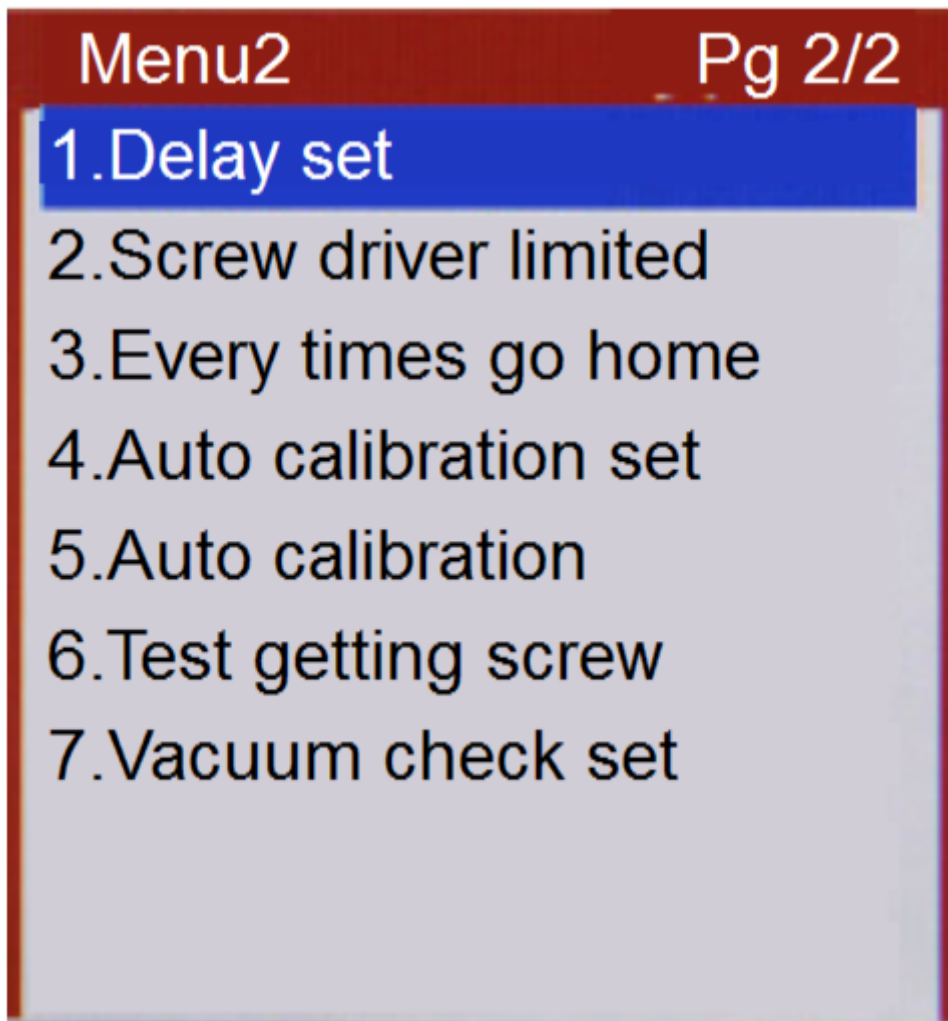 Menu2 Pg 2/2
1.Delay set
2.Screw driver limited
3.Every times go home
4.Auto calibration set
5.Auto calibration
6.Test getting screw
7.Vacuum check set